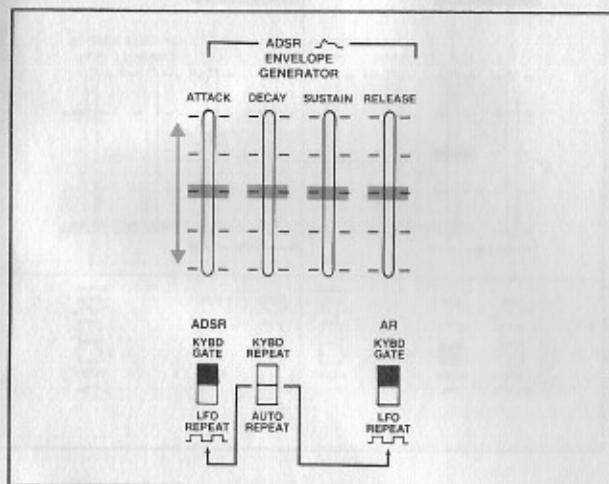 ADSR
ENVELOPE
GENERATOR
ATTACK DECAY SUSTAIN RELEASE
ADSR
KYBD
GATE
LFO
REPEAT
KYBD
REPEAT
AUTO
REPEAT
AR
KYBD
GATE
LFO
REPEAT